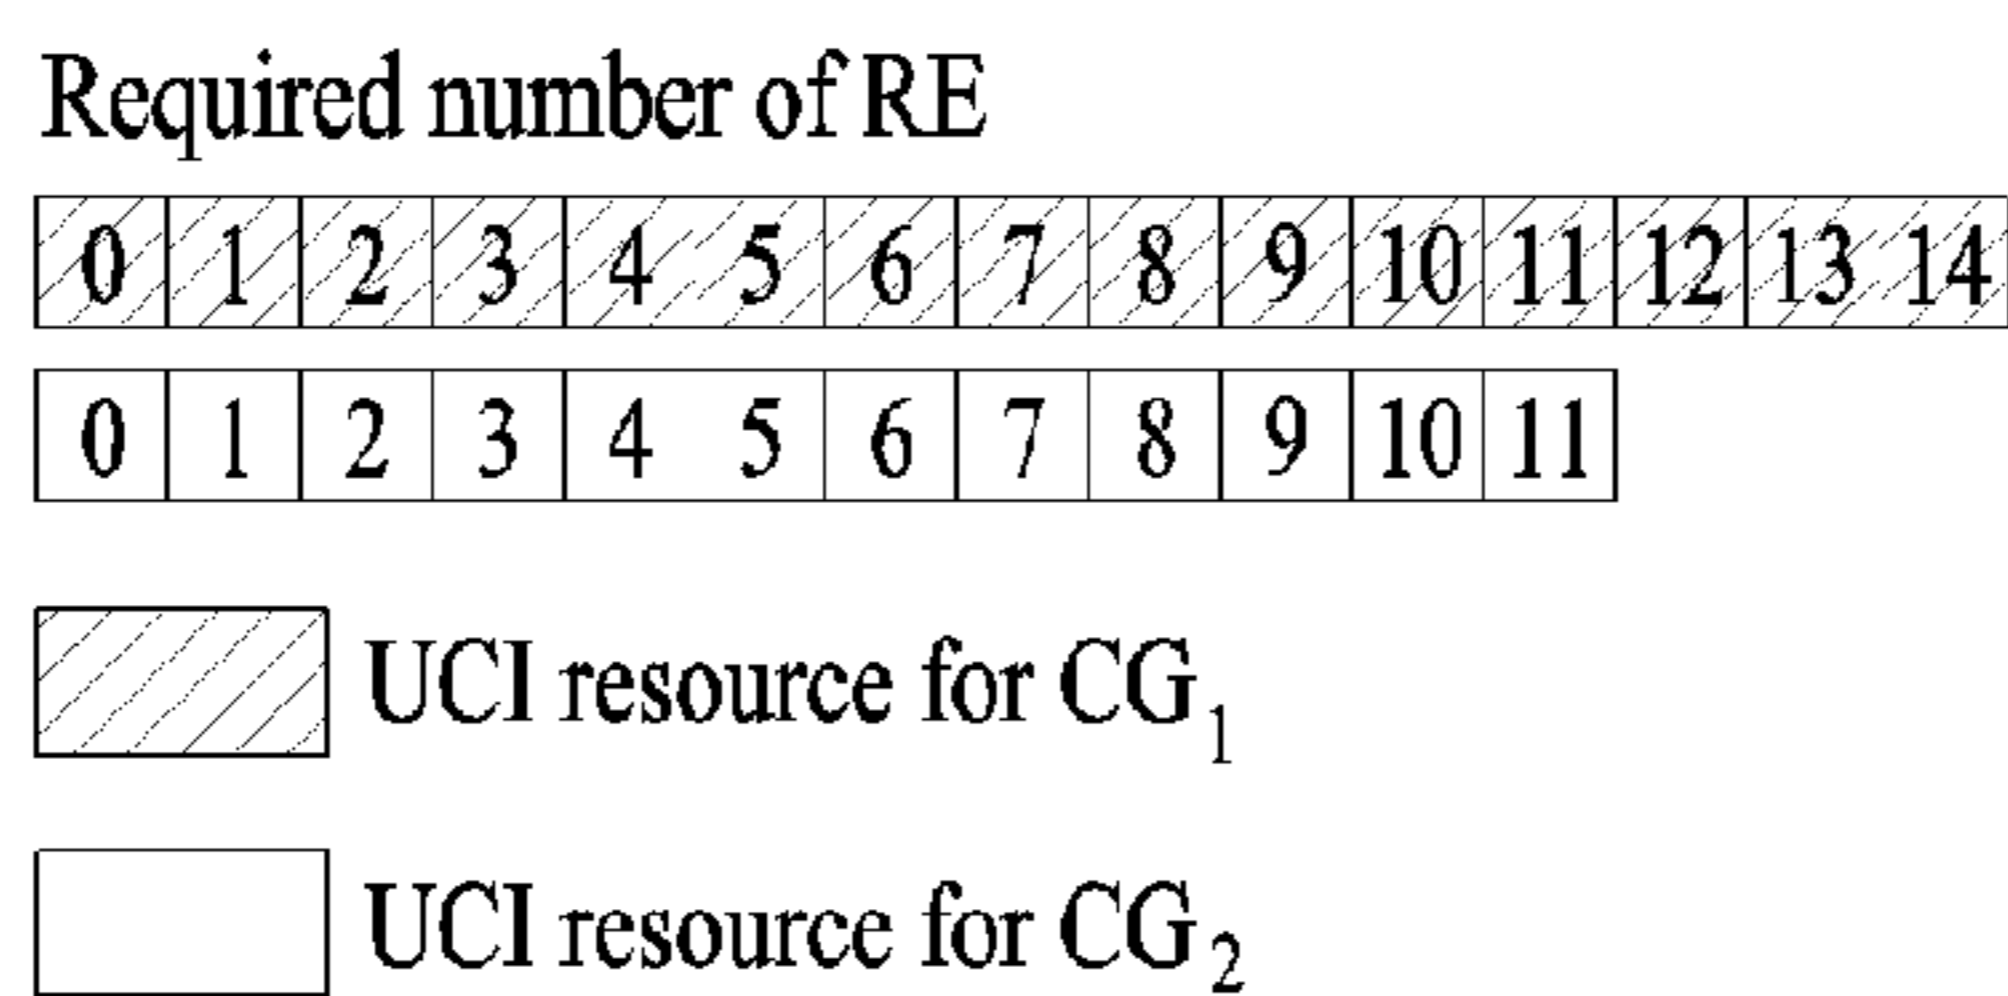 Required number of RE
0 1 2 3 4 5 6 7 8 9 10 11 12 13 14
0 1 2 3 4 5 6 7 8 9 10 11
UCI resource for CG1
UCI resource for CG2